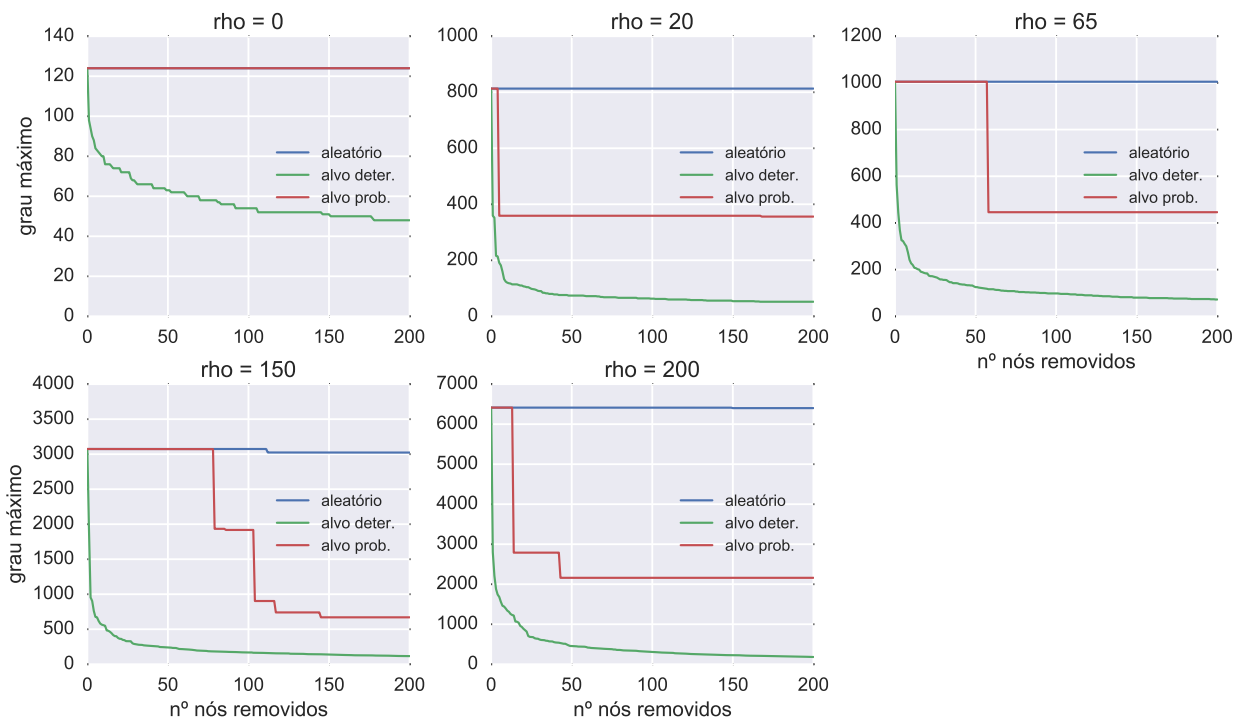 rho = 0
grau máximo
140
120
100
80
60
40
20
0
aleatório
alvo deter.
alvo prob.
0 50 100 150 200
rho = 20
1000
800
600
400
200
0
aleatório
alvo deter.
alvo prob.
0 50 100 150 200
rho = 65
1200
1000
800
600
400
200
0
aleatório
alvo deter.
alvo prob.
0 50 100 150 200
nº nós removidos
rho = 150
grau máximo
4000
3500
3000
2500
2000
1500
1000
500
0
aleatório
alvo deter.
alvo prob.
0 50 100 150 200
nº nós removidos
rho = 200
7000
6000
5000
4000
3000
2000
1000
0
aleatório
alvo deter.
alvo prob.
0 50 100 150 200
nº nós removidos